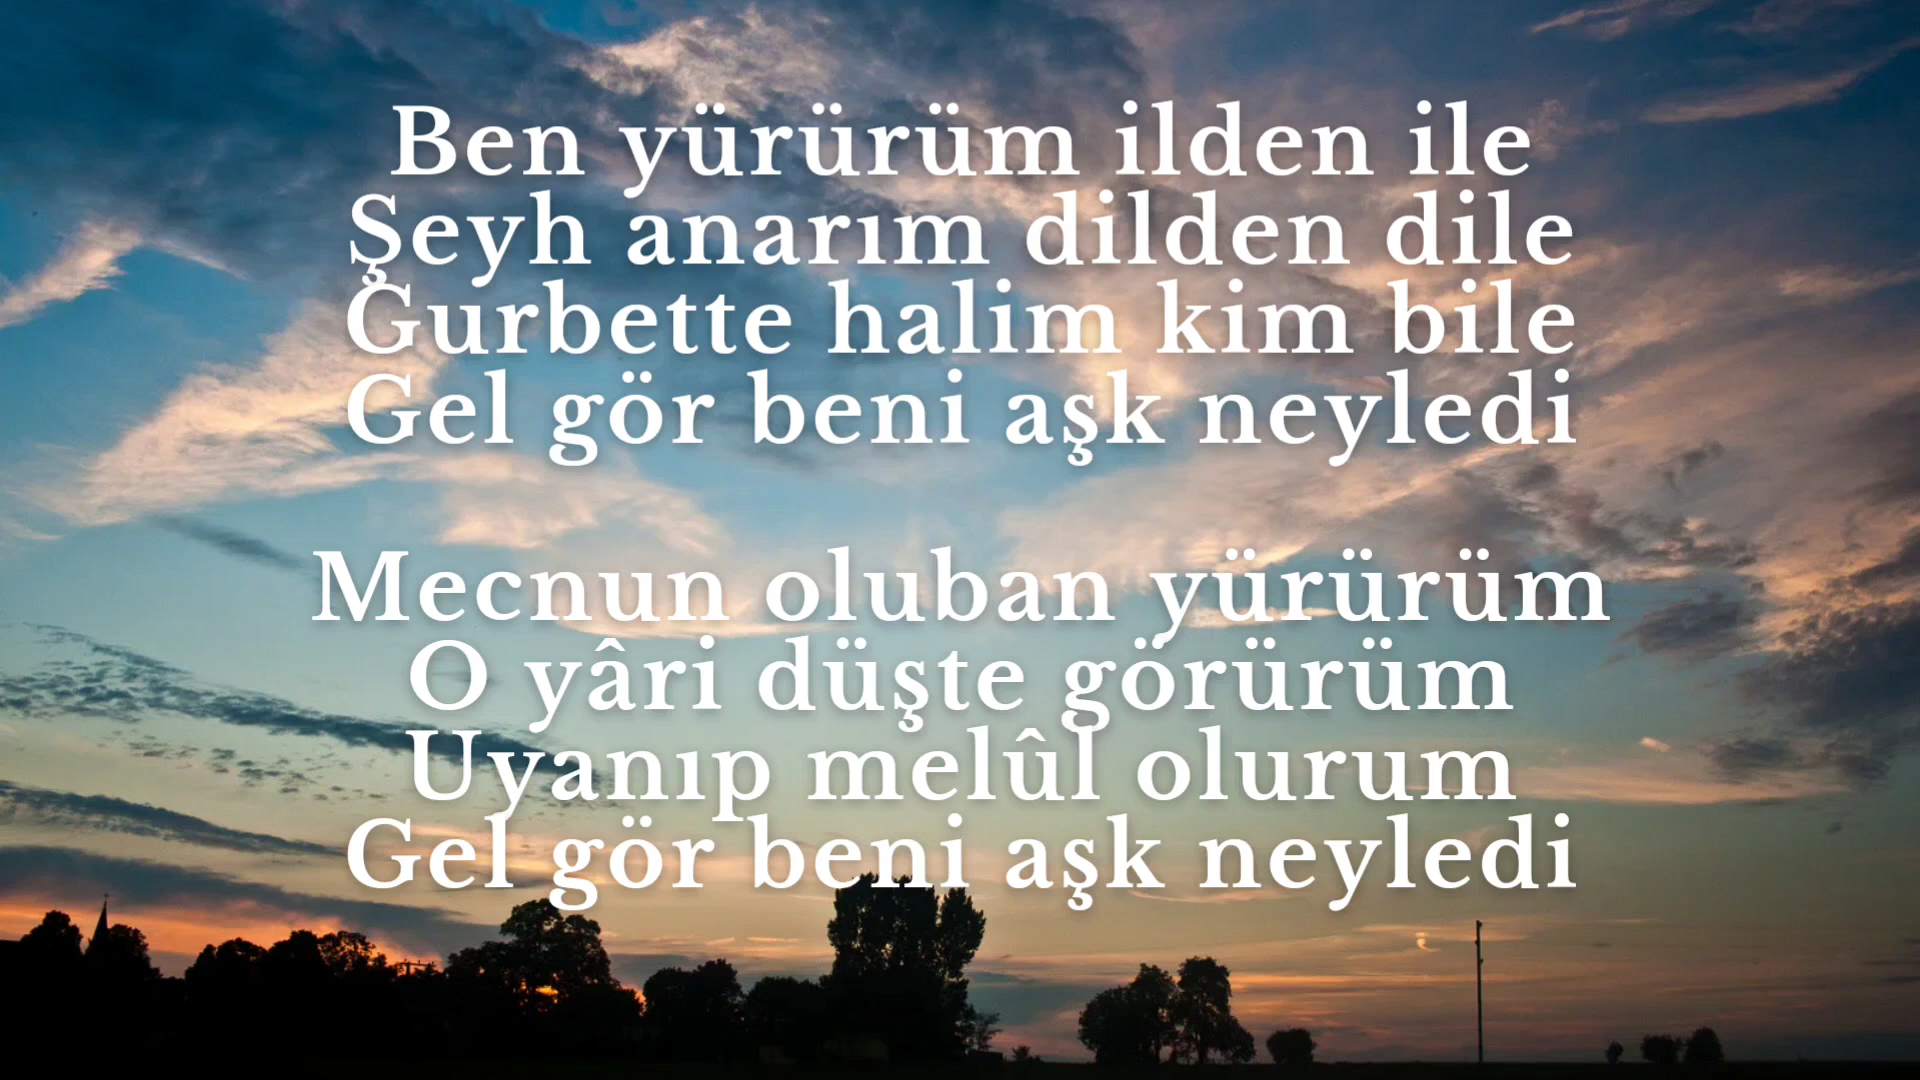 Ben yürürüm ilden ile
Şeyh anarım dilden dile
Gurbette halim kim bile
Gel gör beni aşk neyledi
Mecnun oluban yürürüm
O yâri düşte görürüm
Uyanıp melûl olurum
Gel gör beni aşk neyledi